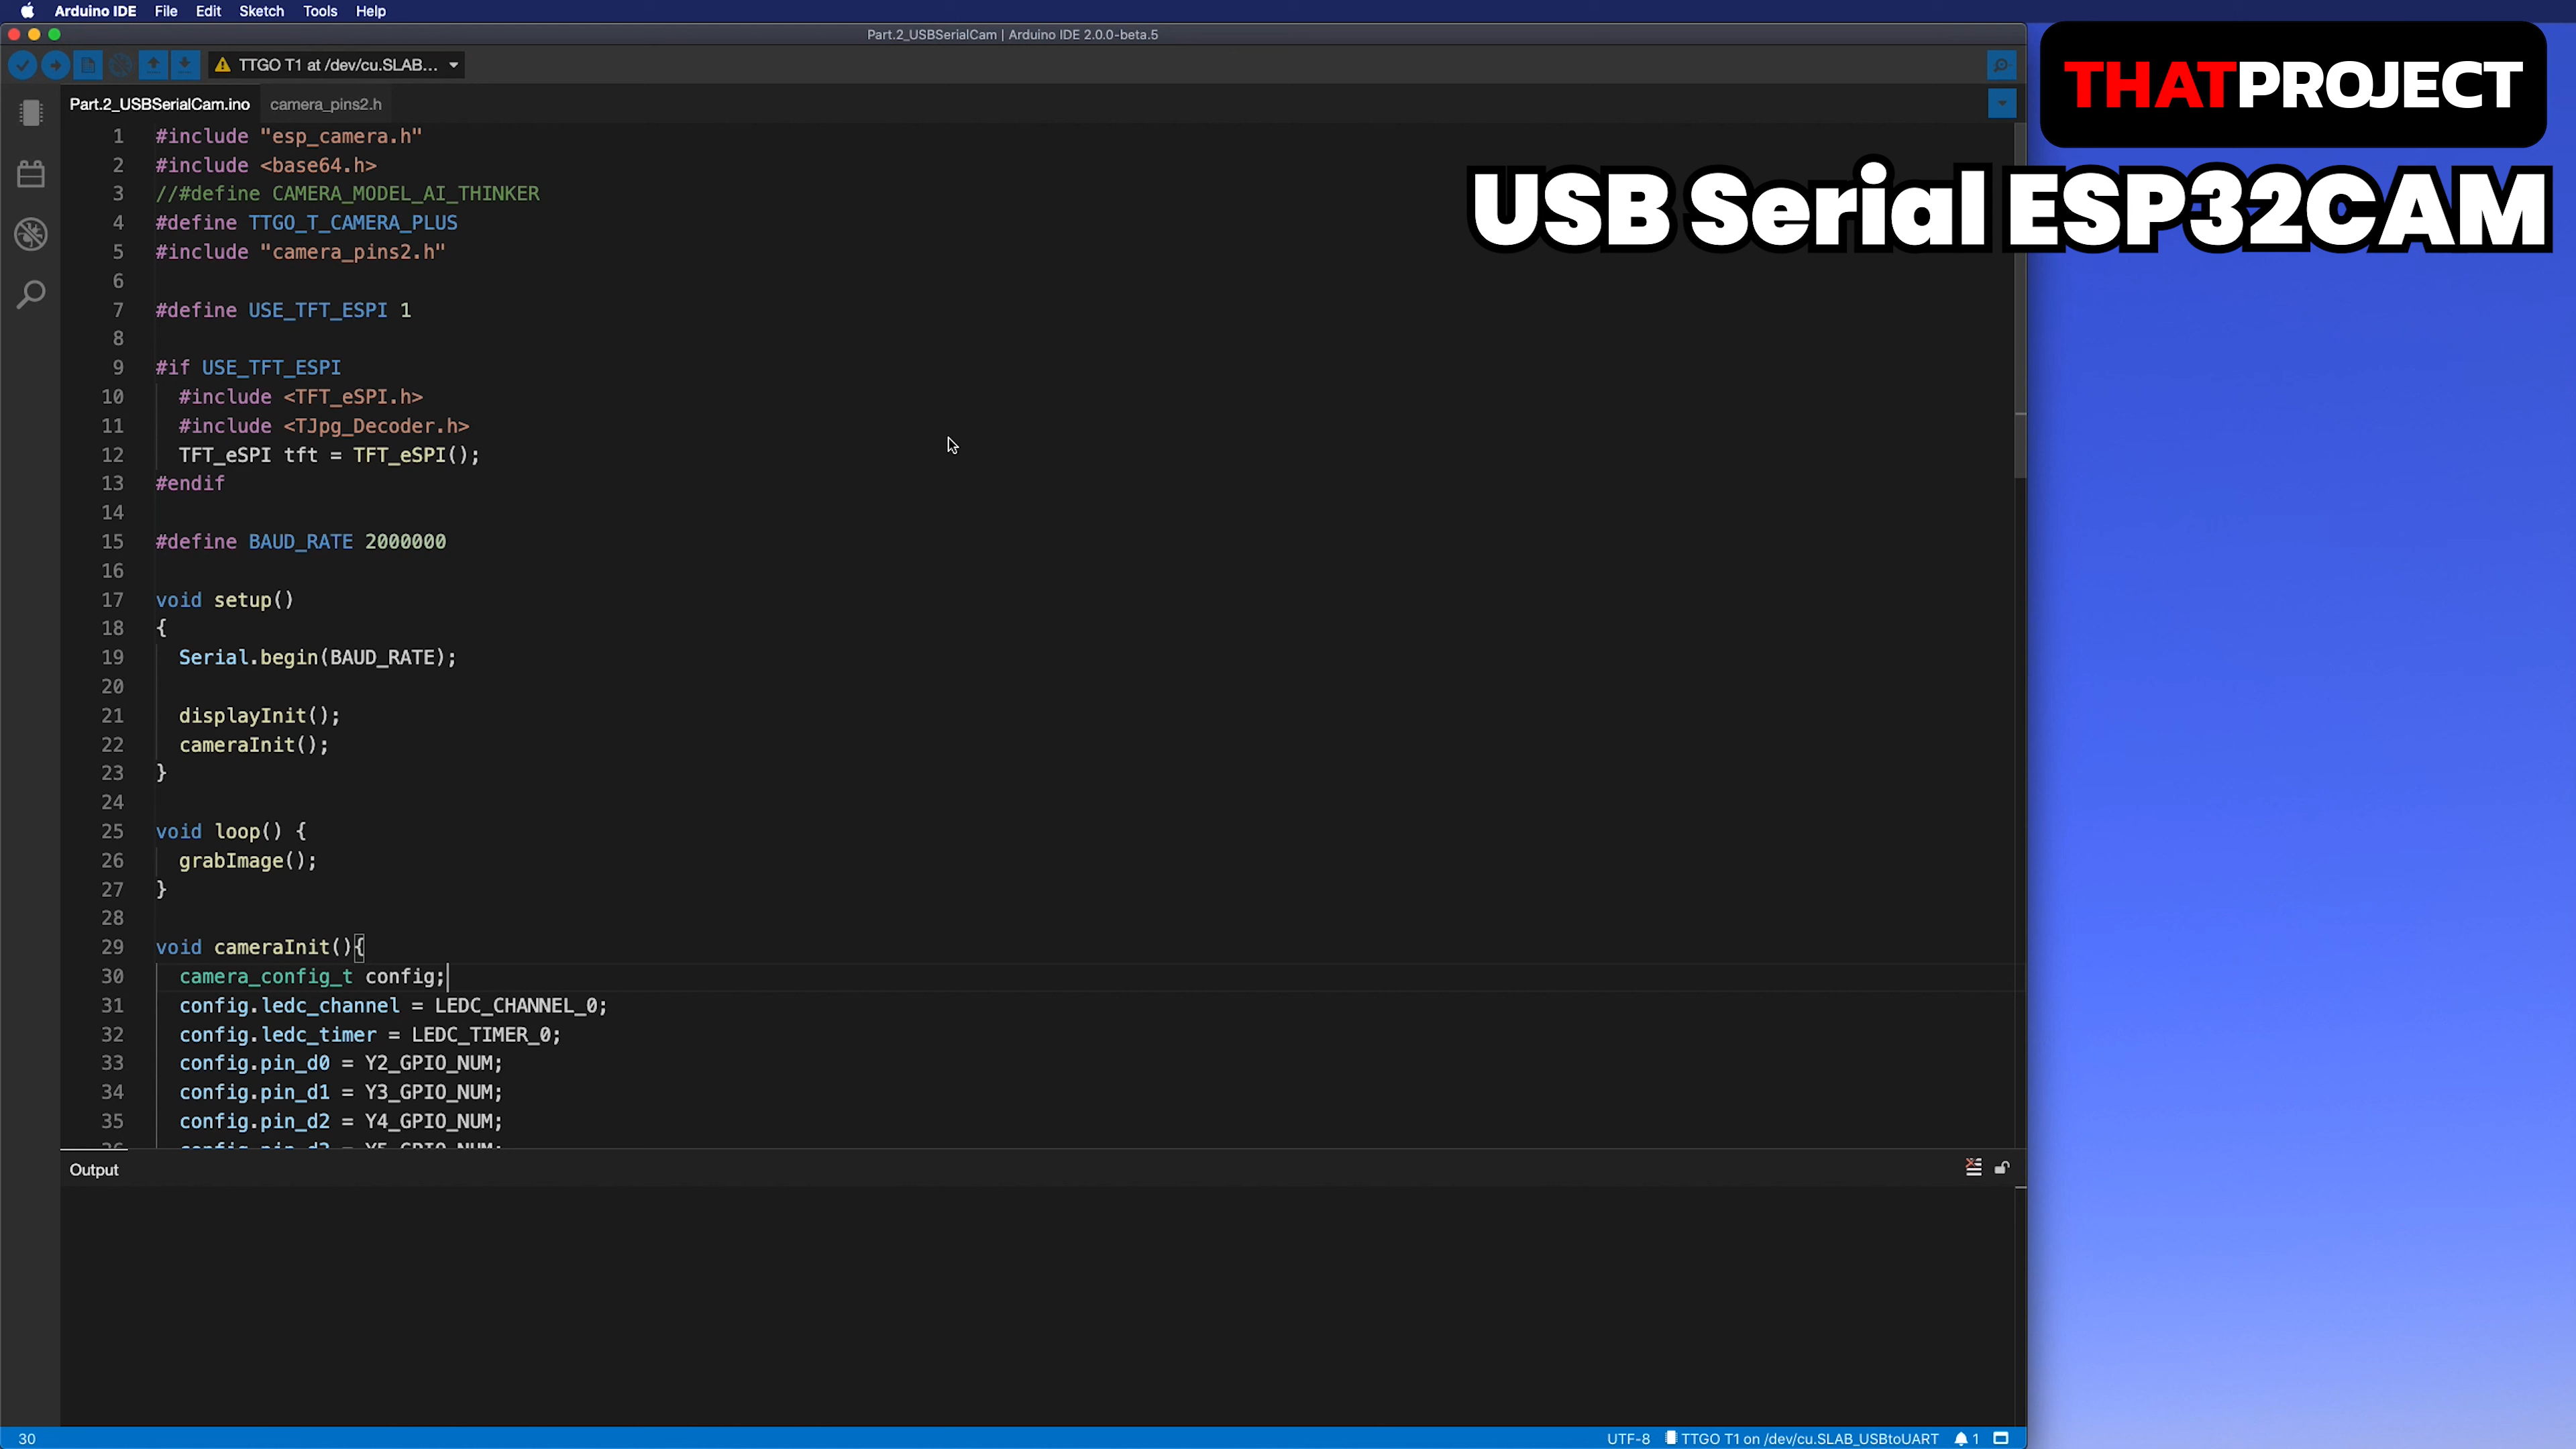 Arduino IDE File Edit Sketch Tools Help
Part.2_USBSerialCam | Arduino IDE 2.0.0-beta.5
TTGO T1 at /dev/cu.SLAB...
THATPROJECT
USB Serial ESP32CAM
Part.2_USBSerialCam.ino camera_pins2.h
1 #include "esp_camera.h"
2 #include <base64.h>
3 //#define CAMERA_MODEL_AI_THINKER
4 #define TTGO_T_CAMERA_PLUS
5 #include "camera_pins2.h"
6
7 #define USE_TFT_ESPI 1
8
9 #if USE_TFT_ESPI
10 #include <TFT_eSPI.h>
11 #include <TJpg_Decoder.h>
12 TFT_eSPI tft = TFT_eSPI();
13 #endif
14
15 #define BAUD_RATE 2000000
16
17 void setup()
18 {
19 Serial.begin(BAUD_RATE);
20
21 displayInit();
22 cameraInit();
23 }
24
25 void loop() {
26 grabImage();
27 }
28
29 void cameraInit(){
30 camera_config_t config;
31 config.ledc_channel = LEDC_CHANNEL_0;
32 config.ledc_timer = LEDC_TIMER_0;
33 config.pin_d0 = Y2_GPIO_NUM;
34 config.pin_d1 = Y3_GPIO_NUM;
35 config.pin_d2 = Y4_GPIO_NUM;
36 config.pin_d3 = Y5_GPIO_NUM;
Output
30 UTF-8 TTGO T1 on /dev/cu.SLAB_USBtoUART 1